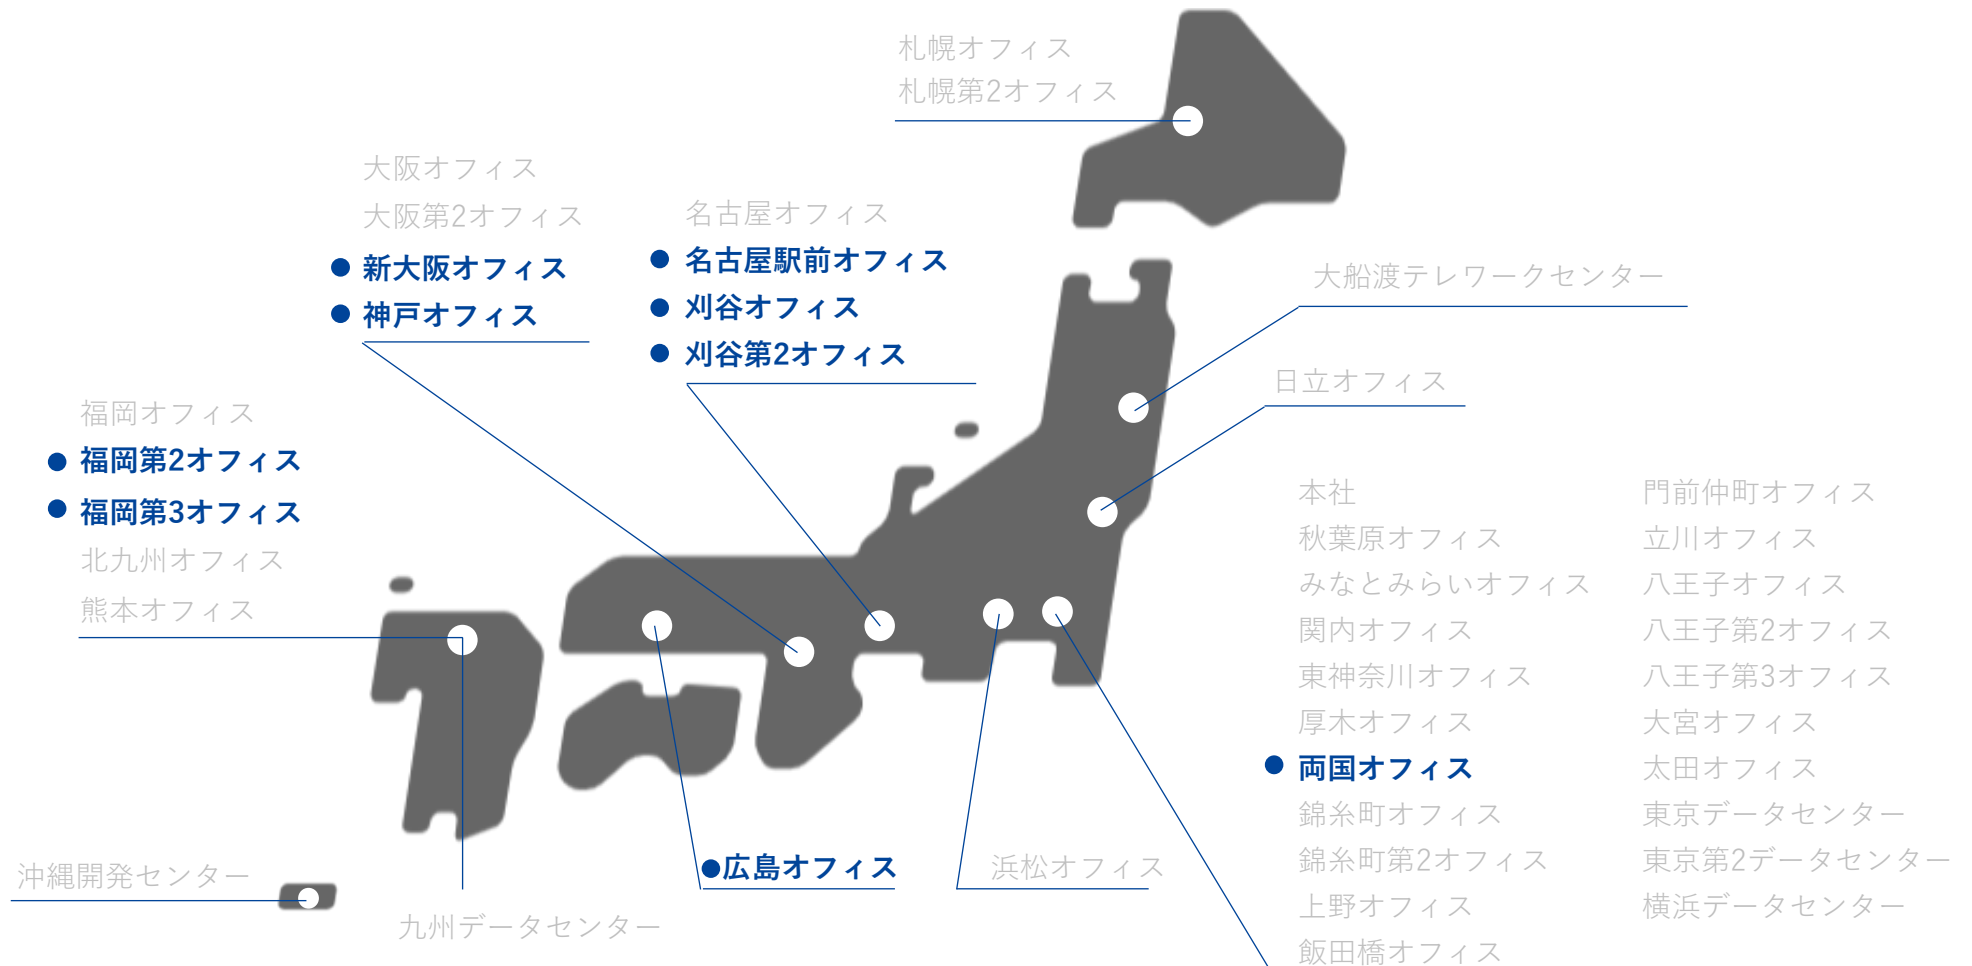 札幌オフィス
札幌第2オフィス
大阪オフィス
大阪第2オフィス
● 新大阪オフィス
● 神戸オフィス
名古屋オフィス
● 名古屋駅前オフィス
● 刈谷オフィス
● 刈谷第2オフィス
大船渡テレワークセンター
日立オフィス
福岡オフィス
● 福岡第2オフィス
● 福岡第3オフィス
北九州オフィス
熊本オフィス
本社
秋葉原オフィス
みなとみらいオフィス
関内オフィス
東神奈川オフィス
厚木オフィス
● 両国オフィス
錦糸町オフィス
錦糸町第2オフィス
上野オフィス
飯田橋オフィス
門前仲町オフィス
立川オフィス
八王子オフィス
八王子第2オフィス
八王子第3オフィス
大宮オフィス
太田オフィス
東京データセンター
東京第2データセンター
横浜データセンター
沖縄開発センター
九州データセンター
●広島オフィス
浜松オフィス